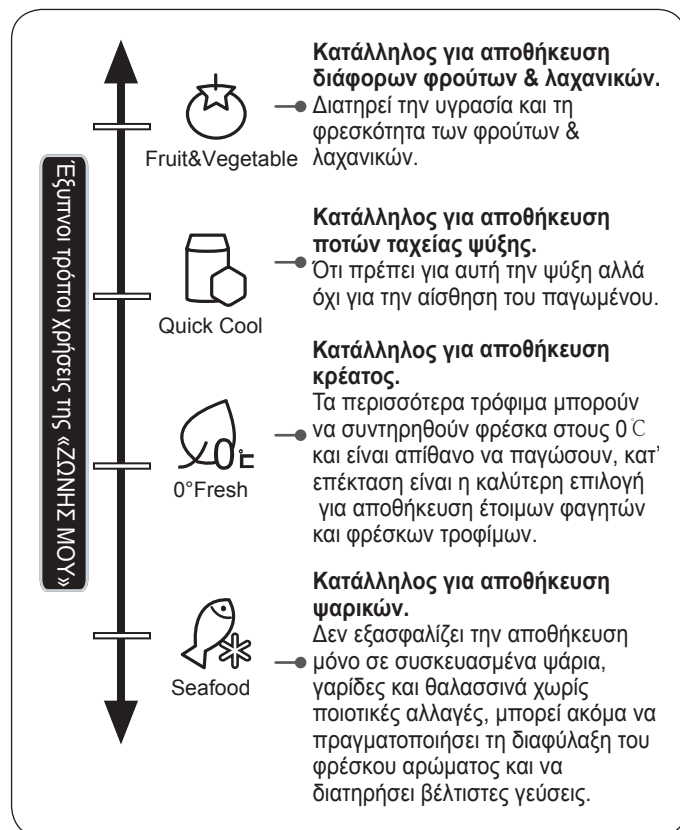 Έξυπνοι τρόποι χρήσεις της «ΖΩΝΗΣ ΜΟΥ»
Fruit&Vegetable
Κατάλληλος για αποθήκευση
διάφορων φρούτων & λαχανικών.
Διατηρεί την υγρασία και τη
φρεσκότητα των φρούτων &
λαχανικών.
Quick Cool
Κατάλληλος για αποθήκευση
ποτών ταχείας ψύξης.
Ότι πρέπει για αυτή την ψύξη αλλά
όχι για την αίσθηση του παγωμένου.
0℃
0°Fresh
Κατάλληλος για αποθήκευση
κρέατος.
Τα περισσότερα τρόφιμα μπορούν
να συντηρηθούν φρέσκα στους 0℃
και είναι απίθανο να παγώσουν, κατ'
επέκταση είναι η καλύτερη επιλογή
για αποθήκευση έτοιμων φαγητών
και φρέσκων τροφίμων.
Seafood
Κατάλληλος για αποθήκευση
ψαρικών.
Δεν εξασφαλίζει την αποθήκευση
μόνο σε συσκευασμένα ψάρια,
γαρίδες και θαλασσινά χωρίς
ποιοτικές αλλαγές, μπορεί ακόμα να
πραγματοποιήσει τη διαφύλαξη του
φρέσκου αρώματος και να
διατηρήσει βέλτιστες γεύσεις.